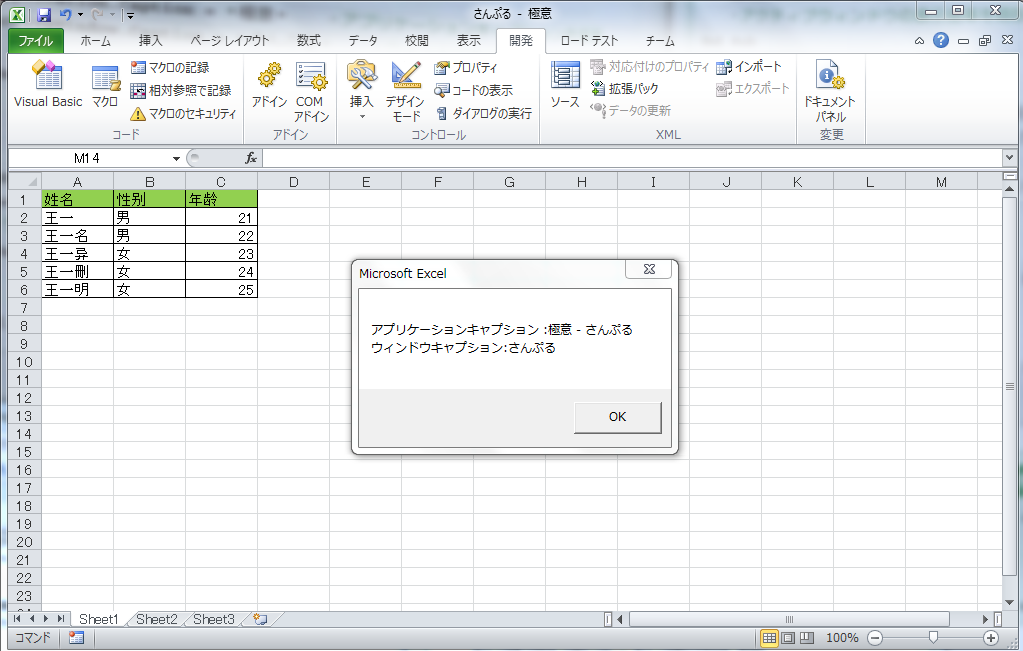 さんぷる - 極意
ファイル ホーム 挿入 ページ レイアウト 数式 データ 校閲 表示 開発 ロード テスト チーム
Visual Basic
マクロ
マクロの記録
相対参照で記録
マクロのセキュリティ
コード
アドイン
COM
アドイン
アドイン
挿入
デザイン
モード
プロパティ
コードの表示
ダイアログの実行
コントロール
ソース
対応付けのプロパティ
拡張パック
データの更新
インポート
エクスポート
XML
ドキュメント
パネル
変更
M14 fx
A B C D E F G H I J K L M
1 姓名 性别 年龄
2 王一 男 21
3 王一名 男 22
4 王一异 女 23
5 王一刪 女 24
6 王一明 女 25
7
8
9
10
11
12
13
14
15
16
17
18
19
20
21
22
23
Microsoft Excel
アプリケーションキャプション :極意 - さんぷる
ウィンドウキャプション:さんぷる
OK
Sheet1 Sheet2 Sheet3
コマンド 100%